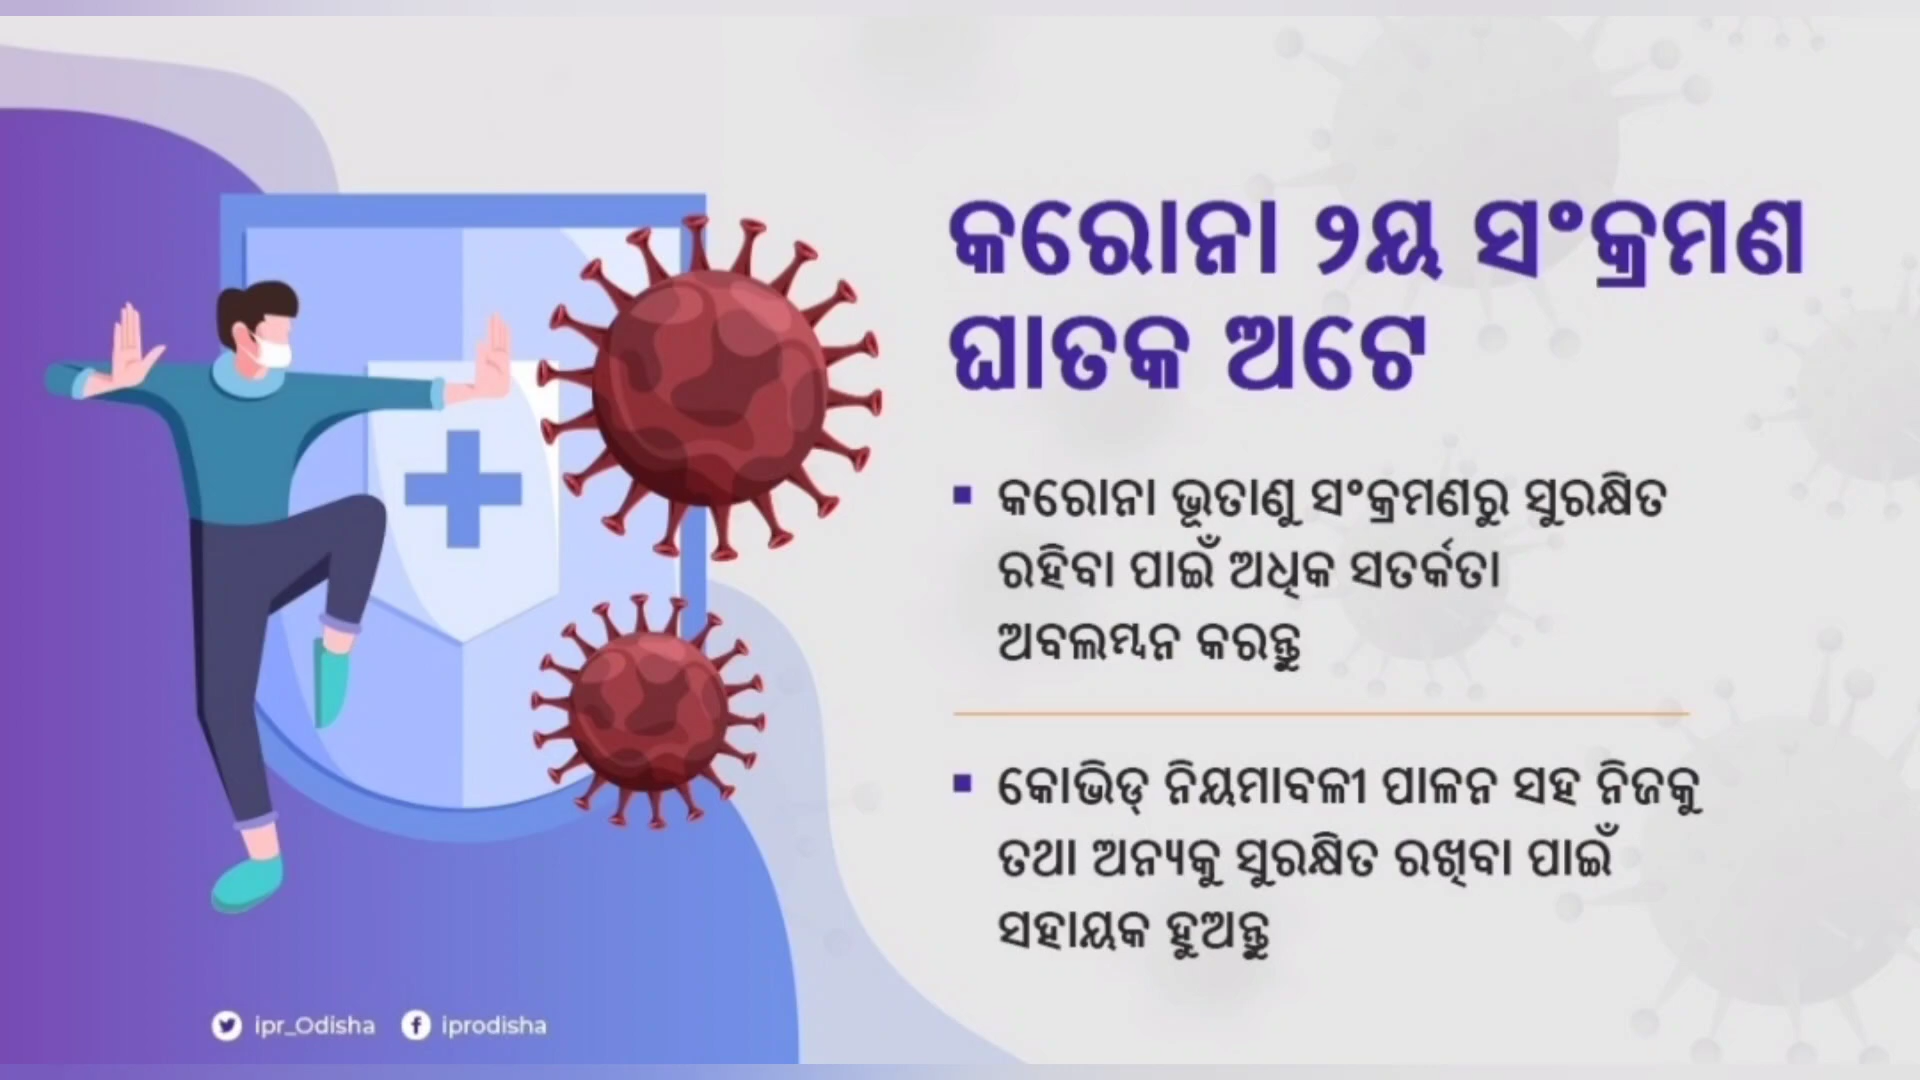 କରୋନା ୨ୟ ସଂକ୍ରମଣ
ଘାତକ ଅଟେ
▪ କରୋନା ଭୂତାଣୁ ସଂକ୍ରମଣରୁ ସୁରକ୍ଷିତ
ରହିବା ପାଇଁ ଅଧିକ ସତର୍କତା
ଅବଲମ୍ବନ କରନ୍ତୁ
▪ କୋଭିଡ୍ ନିୟମାବଳୀ ପାଳନ ସହ ନିଜକୁ
ତଥା ଅନ୍ୟକୁ ସୁରକ୍ଷିତ ରଖିବା ପାଇଁ
ସହାୟକ ହୁଅନ୍ତୁ
ipr_Odisha iprodisha